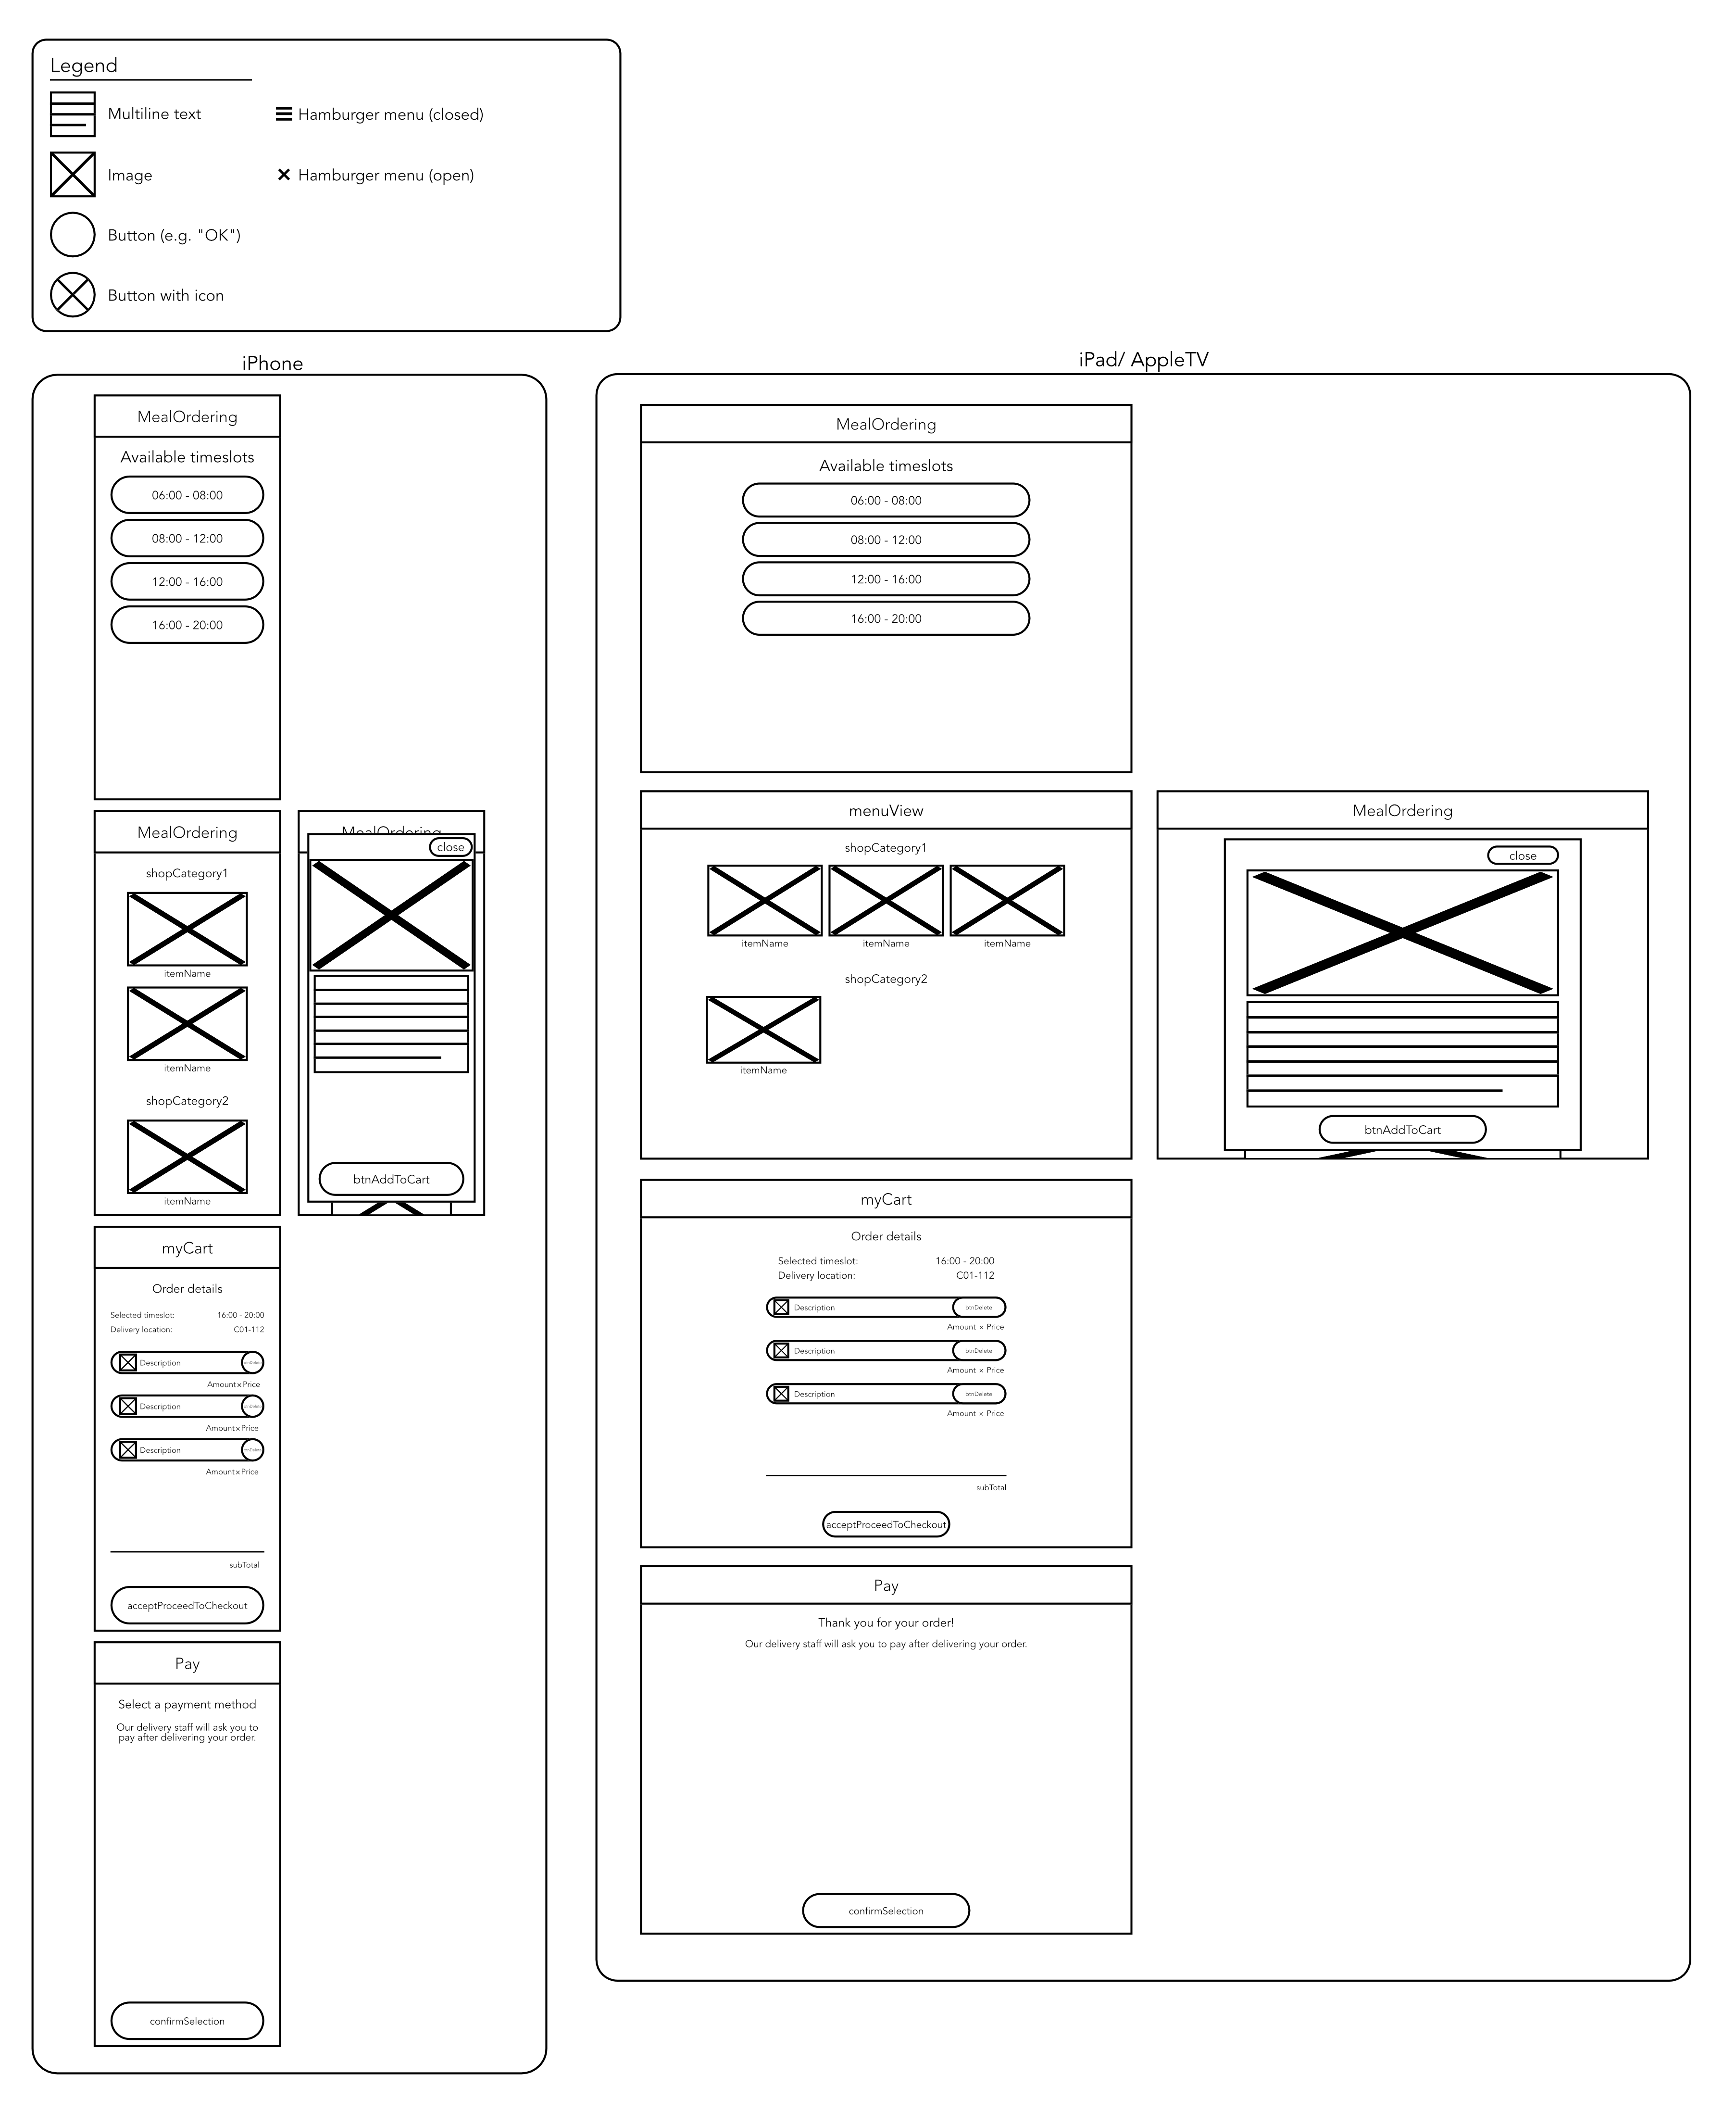 Legend
Multiline text
Hamburger menu (closed)
Image
Hamburger menu (open)
Button (e.g. "OK")
Button with icon
iPhone
MealOrdering
Available timeslots
06:00 - 08:00
08:00 - 12:00
12:00 - 16:00
16:00 - 20:00
MealOrdering
shopCategory1
itemName
itemName
shopCategory2
itemName
MealOrdering
close
btnAddToCart
myCart
Order details
Selected timeslot: 16:00 - 20:00
Delivery location: C01-112
Description btnDelete
Amount x Price
Description btnDelete
Amount x Price
Description btnDelete
Amount x Price
subTotal
acceptProceedToCheckout
Pay
Select a payment method
Our delivery staff will ask you to
pay after delivering your order.
confirmSelection
iPad/ AppleTV
MealOrdering
Available timeslots
06:00 - 08:00
08:00 - 12:00
12:00 - 16:00
16:00 - 20:00
menuView
shopCategory1
itemName itemName itemName
shopCategory2
itemName
MealOrdering
close
btnAddToCart
myCart
Order details
Selected timeslot: 16:00 - 20:00
Delivery location: C01-112
Description btnDelete
Amount x Price
Description btnDelete
Amount x Price
Description btnDelete
Amount x Price
subTotal
acceptProceedToCheckout
Pay
Thank you for your order!
Our delivery staff will ask you to pay after delivering your order.
confirmSelection